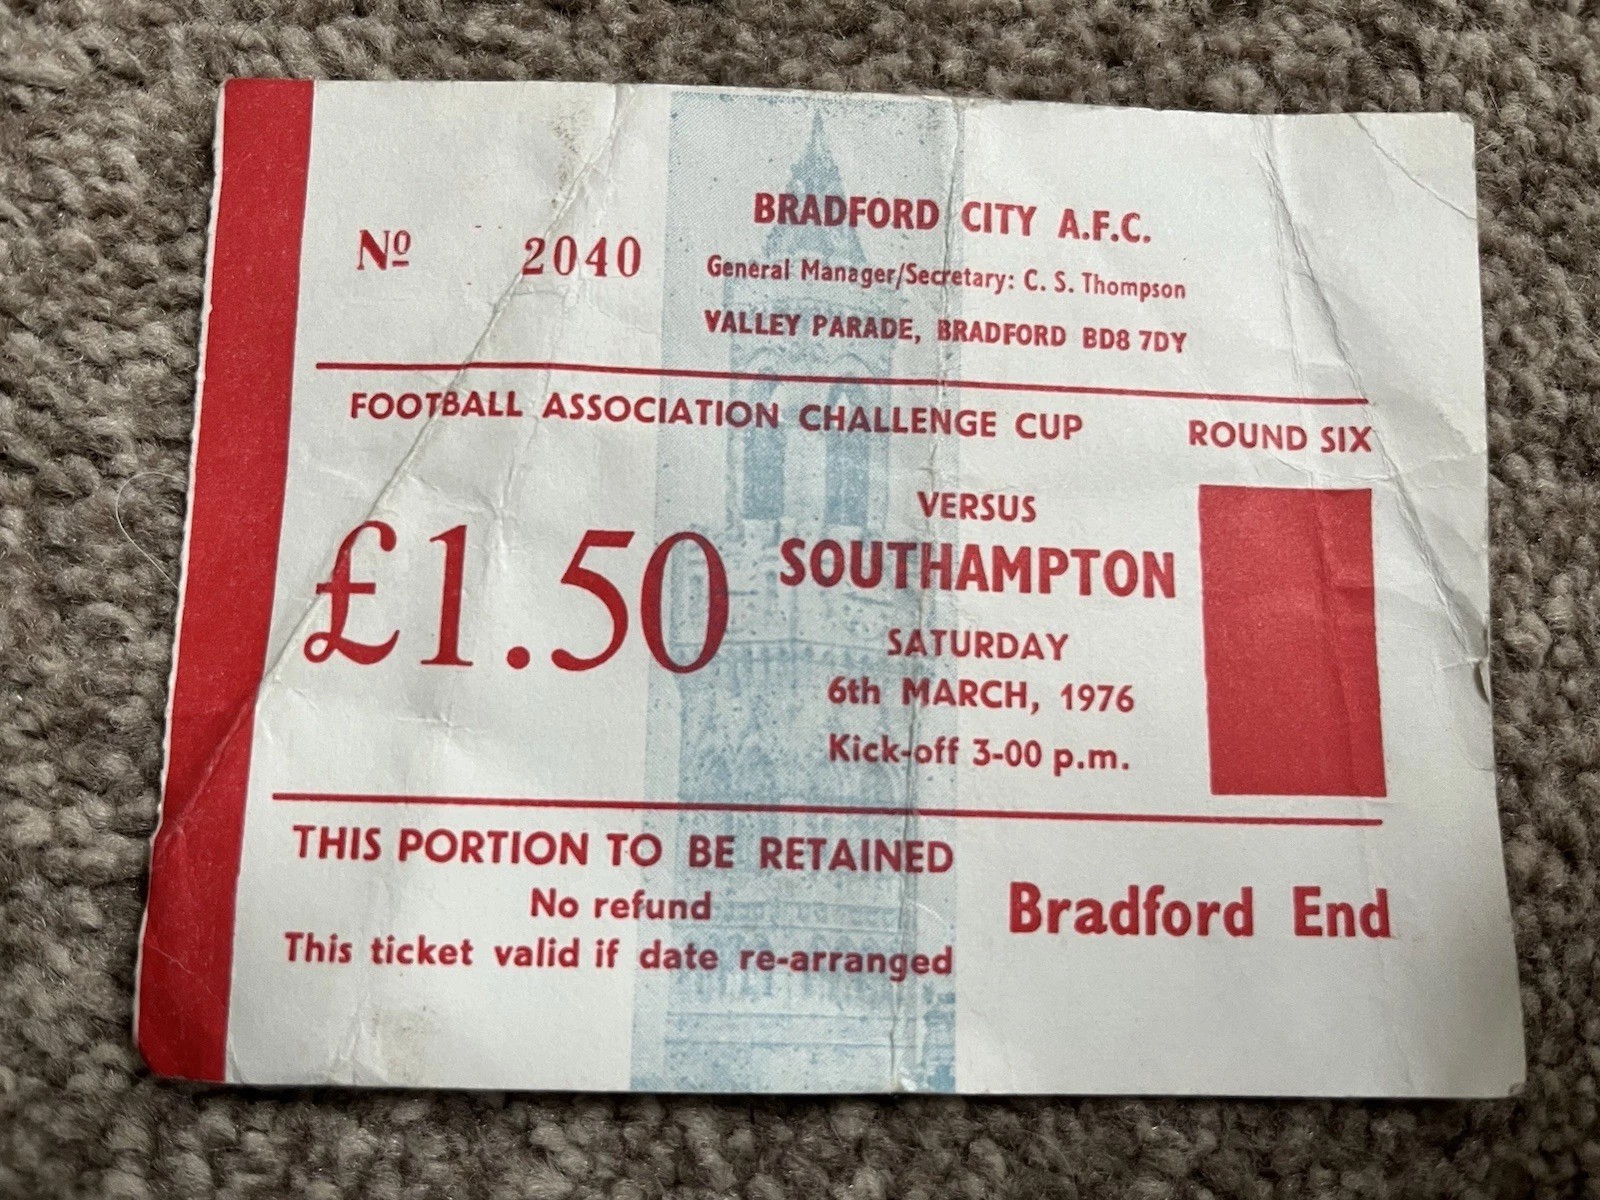 Nº 2040
BRADFORD CITY A.F.C.
General Manager/Secretary: C. S. Thompson
VALLEY PARADE, BRADFORD BD8 7DY
FOOTBALL ASSOCIATION CHALLENGE CUP ROUND SIX
£1.50
VERSUS
SOUTHAMPTON
SATURDAY
6th MARCH, 1976
Kick-off 3-00 p.m.
THIS PORTION TO BE RETAINED
No refund
This ticket valid if date re-arranged
Bradford End